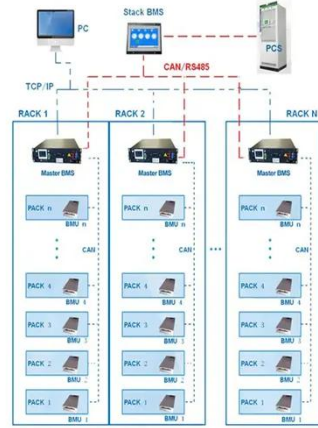 Stack BMS
PC
PCS
CAN/RS485
TCP/IP
RACK 1
RACK 2
RACK N
Master BMS
Master BMS
Master BMS
PACK n
BMU n
PACK n
BMU n
PACK n
BMU n
CAN
CAN
CAN
PACK 4
BMU 4
PACK 4
BMU 4
PACK 4
BMU 4
PACK 3
BMU 3
PACK 3
BMU 3
PACK 3
BMU 3
PACK 2
BMU 2
PACK 2
BMU 2
PACK 2
BMU 2
PACK 1
BMU 1
PACK 1
BMU 1
PACK 1
BMU 1